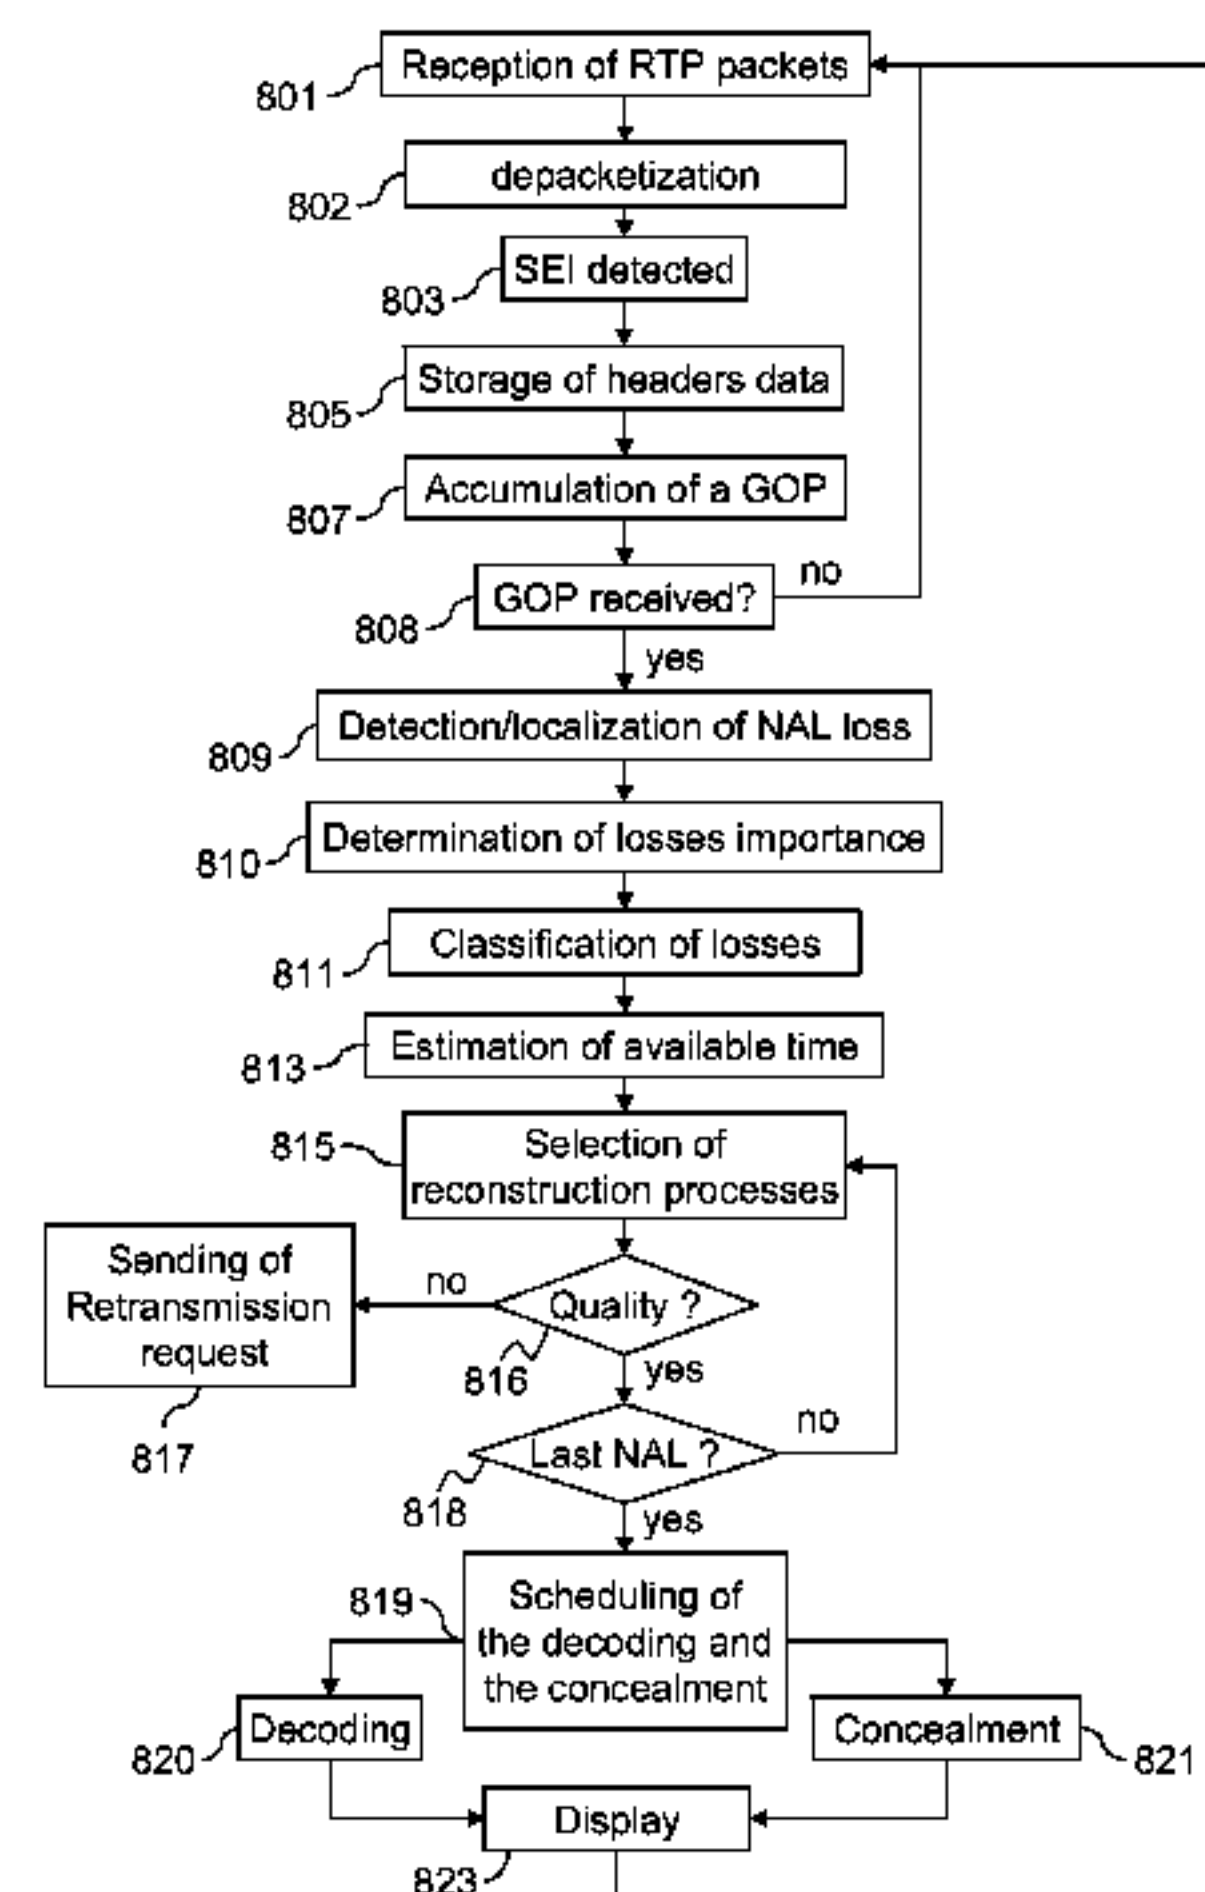 Reception of RTP packets
801
depacketization
802
SEI detected
803
Storage of headers data
805
Accumulation of a GOP
807
GOP received?
no
808
yes
Detection/localization of NAL loss
809
Determination of losses importance
810
Classification of losses
811
Estimation of available time
813
815
Selection of
reconstruction processes
Sending of
Retransmission
request
no
Quality ?
816
yes
817
Last NAL ?
no
818
yes
819
Scheduling of
the decoding and
the concealment
Decoding
820
Concealment
821
Display
823